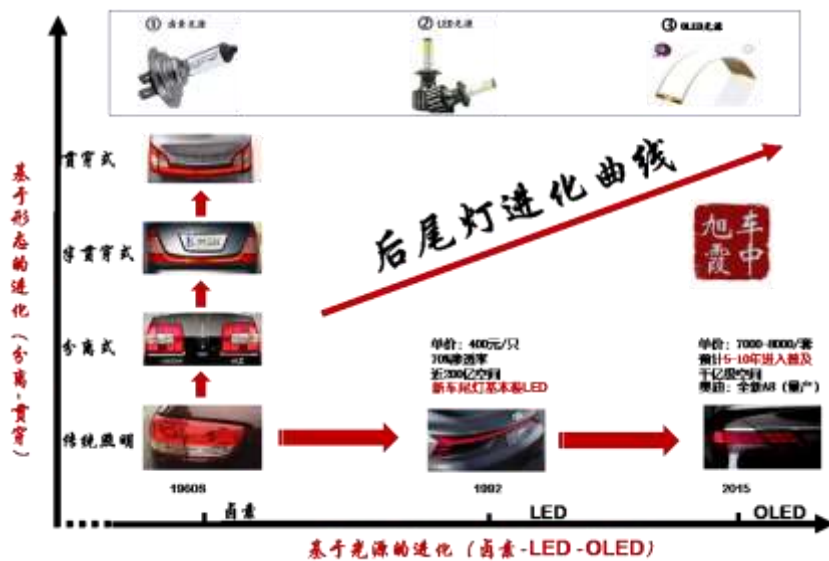 ① 卤素光源
② LED光源
③ OLED光源
贯穿式
半贯穿式
分离式
传统照明
基于形态的进化（分离-贯穿）
后尾灯进化曲线
车中
旭霞
单价：400元/只
70%渗透率
近200亿空间
新车尾灯基本是LED
单价：7000-8000/套
预计5-10年进入普及
千亿级空间
奥迪：全新A8（量产）
1960S
1992
2015
卤素
LED
OLED
基于光源的进化（卤素-LED-OLED）